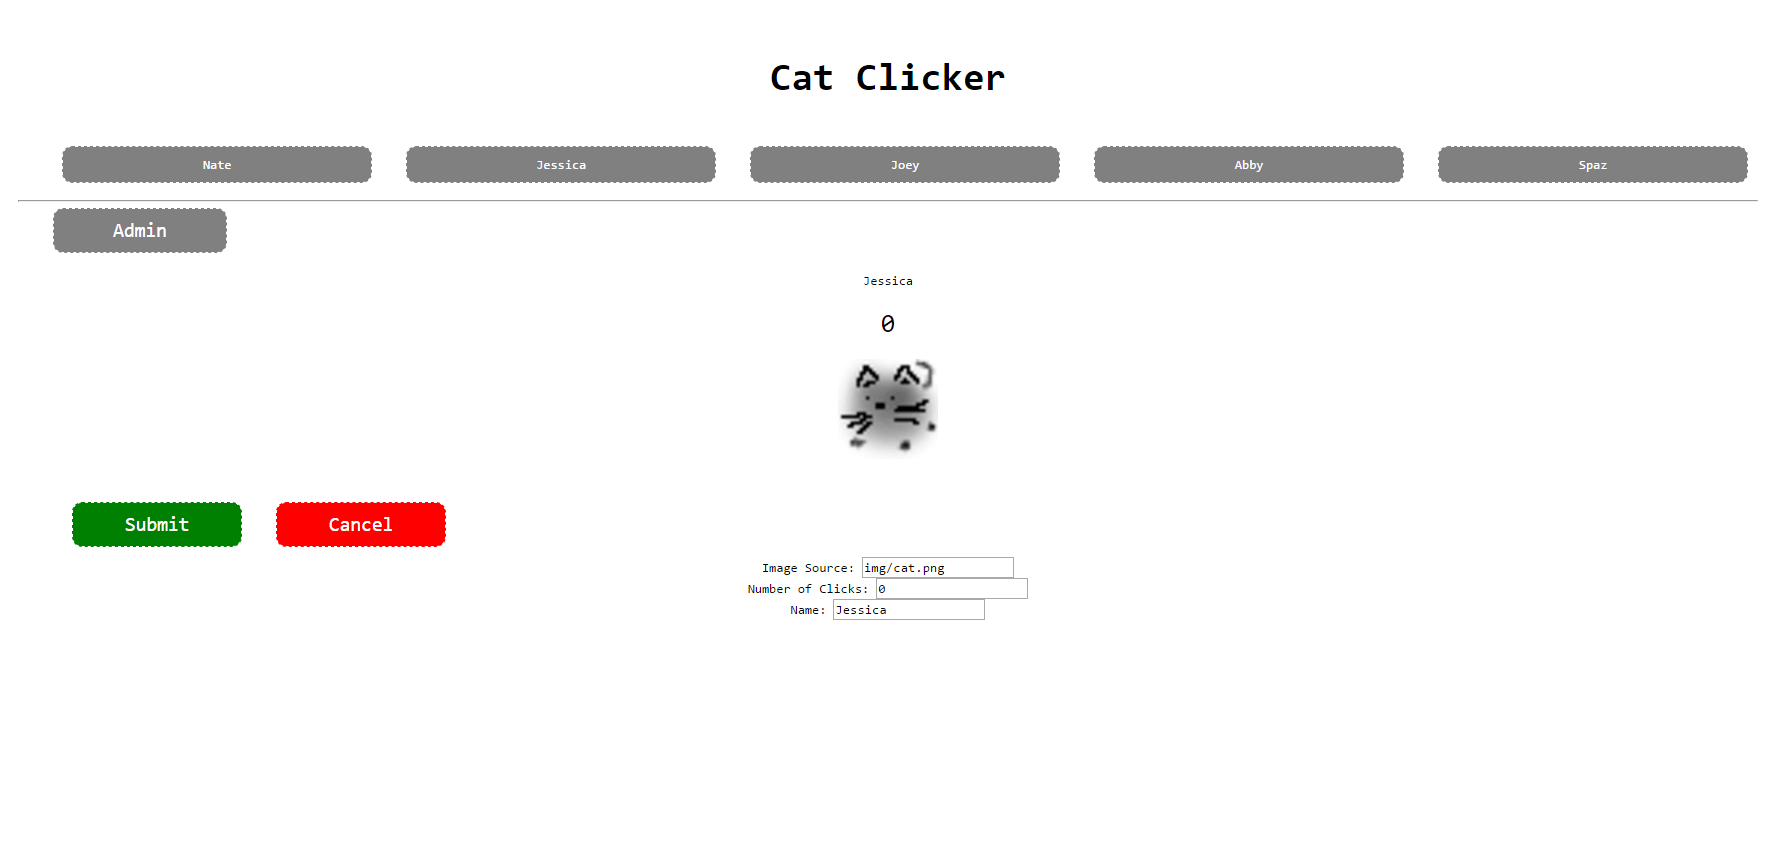 Cat Clicker
Nate Jessica Joey Abby Spaz
Admin
Jessica
0
Submit Cancel
Image Source: img/cat.png
Number of Clicks: 0
Name: Jessica